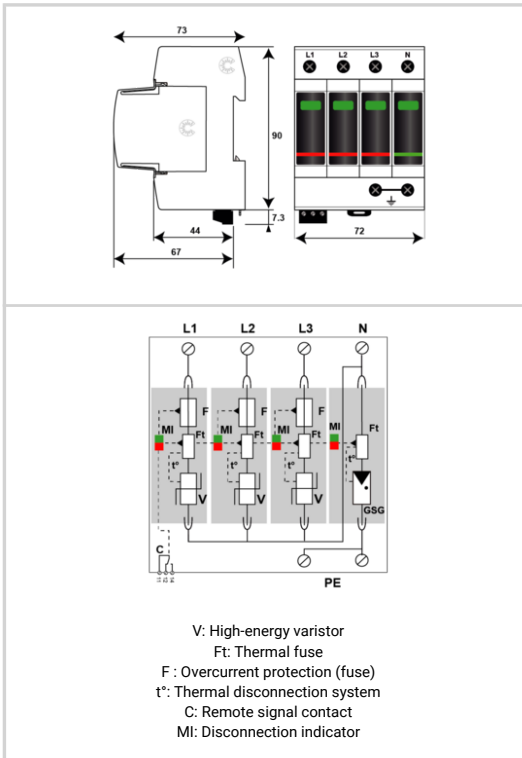 73
L1 L2 L3 N
90
7.3
44
72
67
L1 L2 L3 N
F F F
MI Ft MI Ft MI Ft MI Ft
t° t° t° t°
V V V GSG
C
PE
V: High-energy varistor
Ft: Thermal fuse
F : Overcurrent protection (fuse)
t°: Thermal disconnection system
C: Remote signal contact
MI: Disconnection indicator